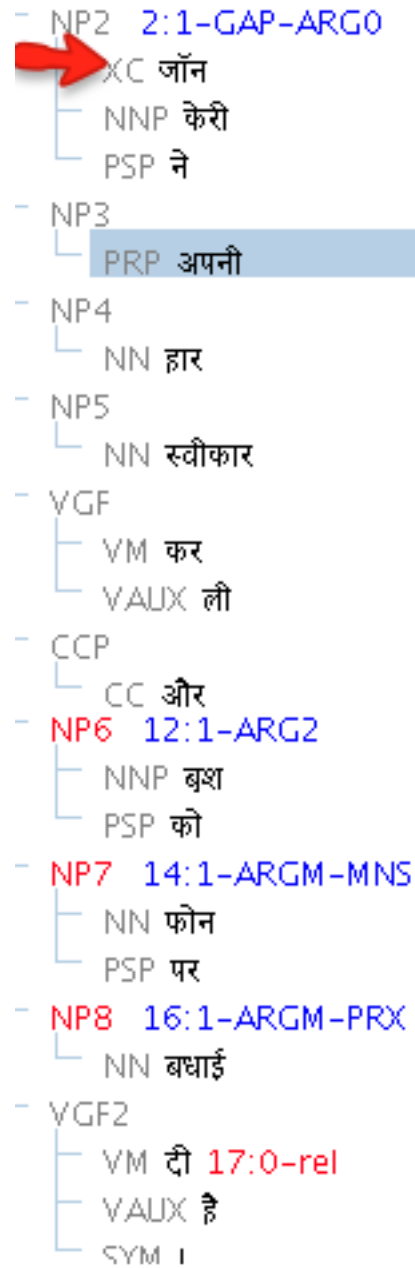 NP2 2:1-GAP-ARG0
XC जॉन
NNP केरी
PSP ने
NP3
PRP अपनी
NP4
NN हार
NP5
NN स्वीकार
VGF
VM कर
VAUX ली
CCP
CC और
NP6 12:1-ARG2
NNP बुश
PSP को
NP7 14:1-ARGM-MNS
NN फोन
PSP पर
NP8 16:1-ARGM-PRX
NN बधाई
VGF2
VM दी 17:0-rel
VAUX है
SYM ।